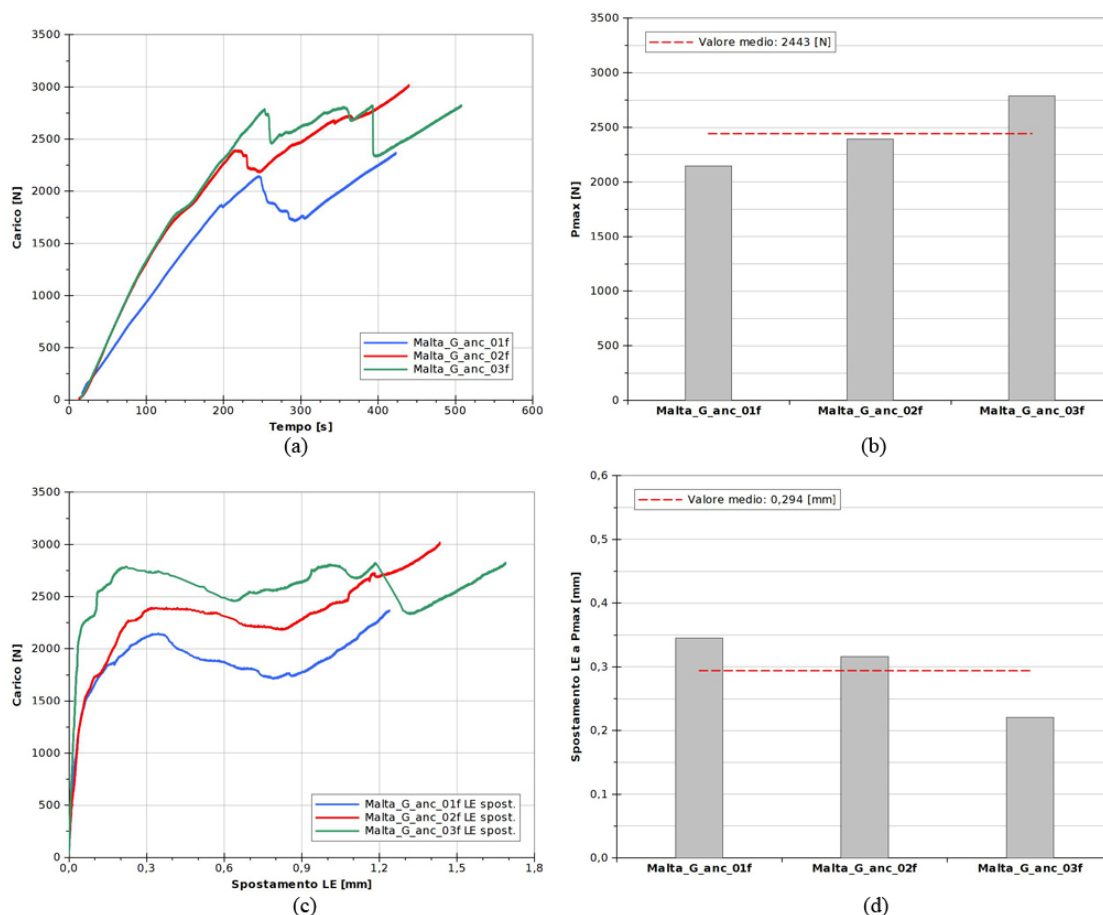 3500
3000
2500
2000
1500
1000
500
0
Carico [N]
Malta_G_anc_01f
Malta_G_anc_02f
Malta_G_anc_03f
0 100 200 300 400 500 600
Tempo [s]
(a)
3500
3000
2500
2000
1500
1000
500
0
Pmax [N]
Valore medio: 2443 [N]
Malta_G_anc_01f Malta_G_anc_02f Malta_G_anc_03f
(b)
3500
3000
2500
2000
1500
1000
500
0
Carico [N]
Malta_G_anc_01f LE spost.
Malta_G_anc_02f LE spost.
Malta_G_anc_03f LE spost.
0,0 0,3 0,6 0,9 1,2 1,5 1,8
Spostamento LE [mm]
(c)
0,6
0,5
0,4
0,3
0,2
0,1
0,0
Spostamento LE a Pmax [mm]
Valore medio: 0,294 [mm]
Malta_G_anc_01f Malta_G_anc_02f Malta_G_anc_03f
(d)